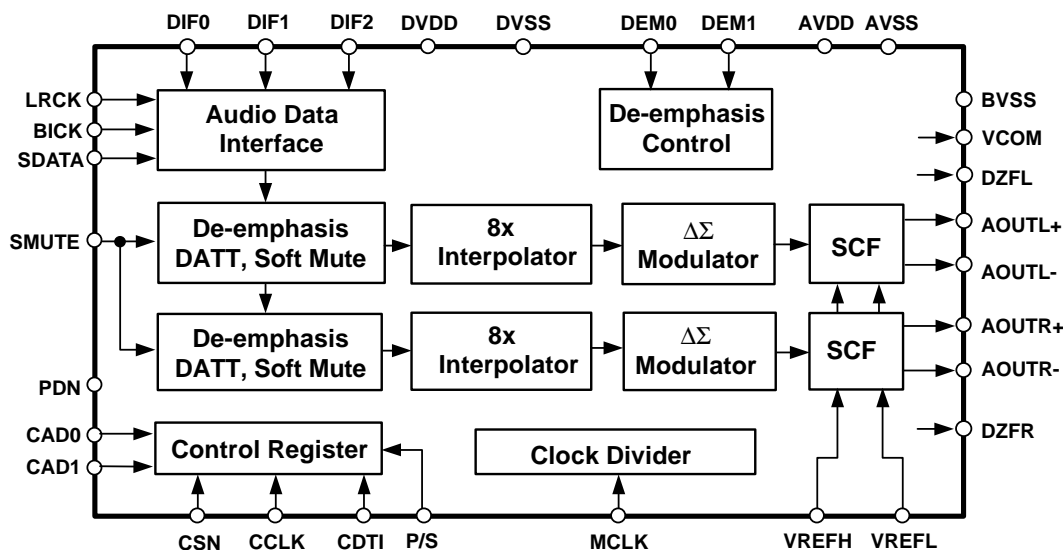 DIF0
DIF1
DIF2
DVDD
DVSS
DEM0
DEM1
AVDD
AVSS
LRCK
BICK
SDATA
Audio Data
Interface
De-emphasis
Control
BVSS
VCOM
DZFL
SMUTE
De-emphasis
DATT, Soft Mute
8x
Interpolator
ΔΣ
Modulator
SCF
AOUTL+
AOUTL-
De-emphasis
DATT, Soft Mute
8x
Interpolator
ΔΣ
Modulator
SCF
AOUTR+
AOUTR-
PDN
CAD0
CAD1
Control Register
Clock Divider
DZFR
CSN
CCLK
CDTI
P/S
MCLK
VREFH
VREFL